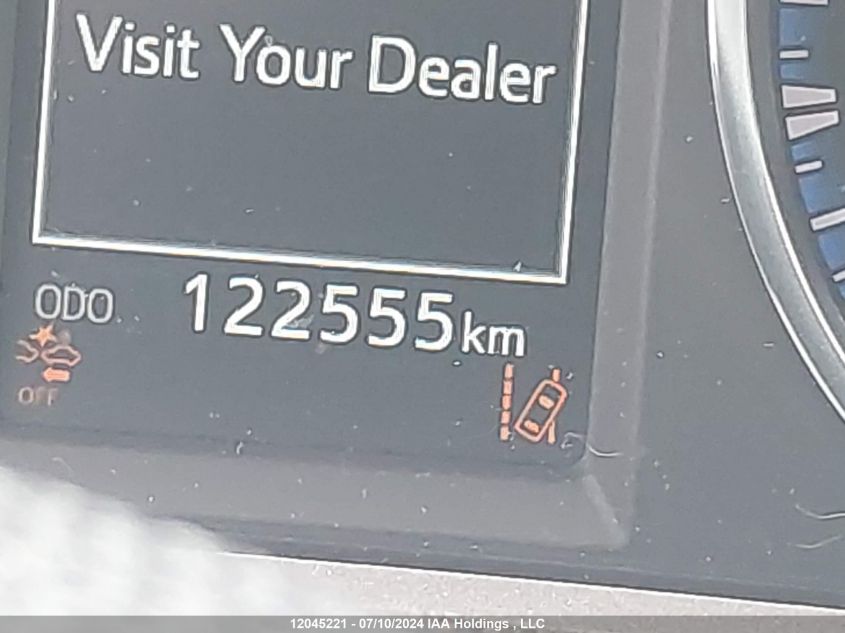 Visit Your Dealer
ODO 122555km
OFF
12045221 - 07/10/2024 IAA Holdings , LLC